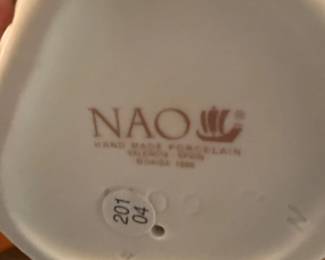 NAO®
HAND MADE PORCELAIN
VALENCIA - SPAIN
201
04
N